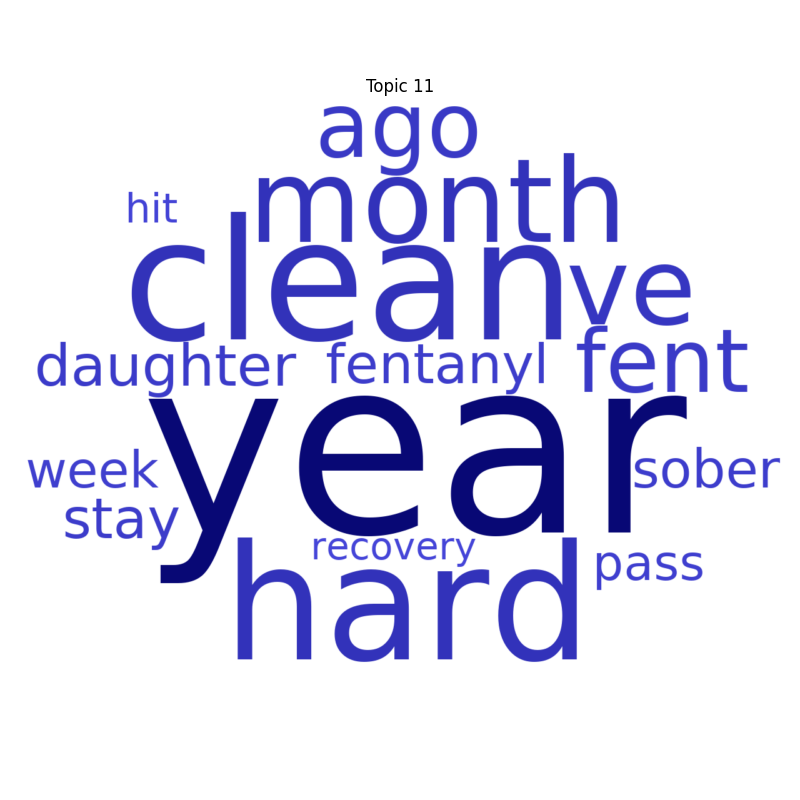 Topic 11
ago
month
hit
clean
ve
daughter fentanyl fent
year
week sober
stay
recovery
pass
hard